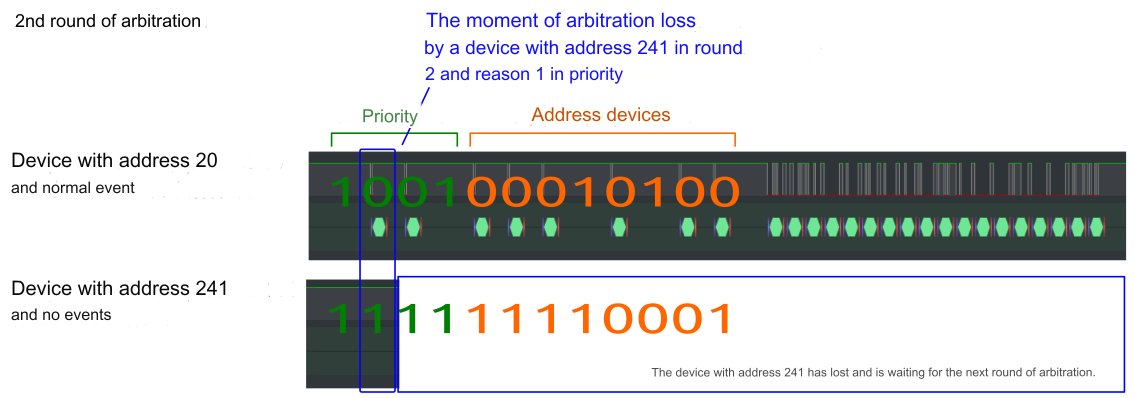 2nd round of arbitration
The moment of arbitration loss
by a device with address 241 in round
2 and reason 1 in priority
Priority
Address devices
Device with address 20
and normal event
1001 00010100
Device with address 241
and no events
1111 11110001
The device with address 241 has lost and is waiting for the next round of arbitration.